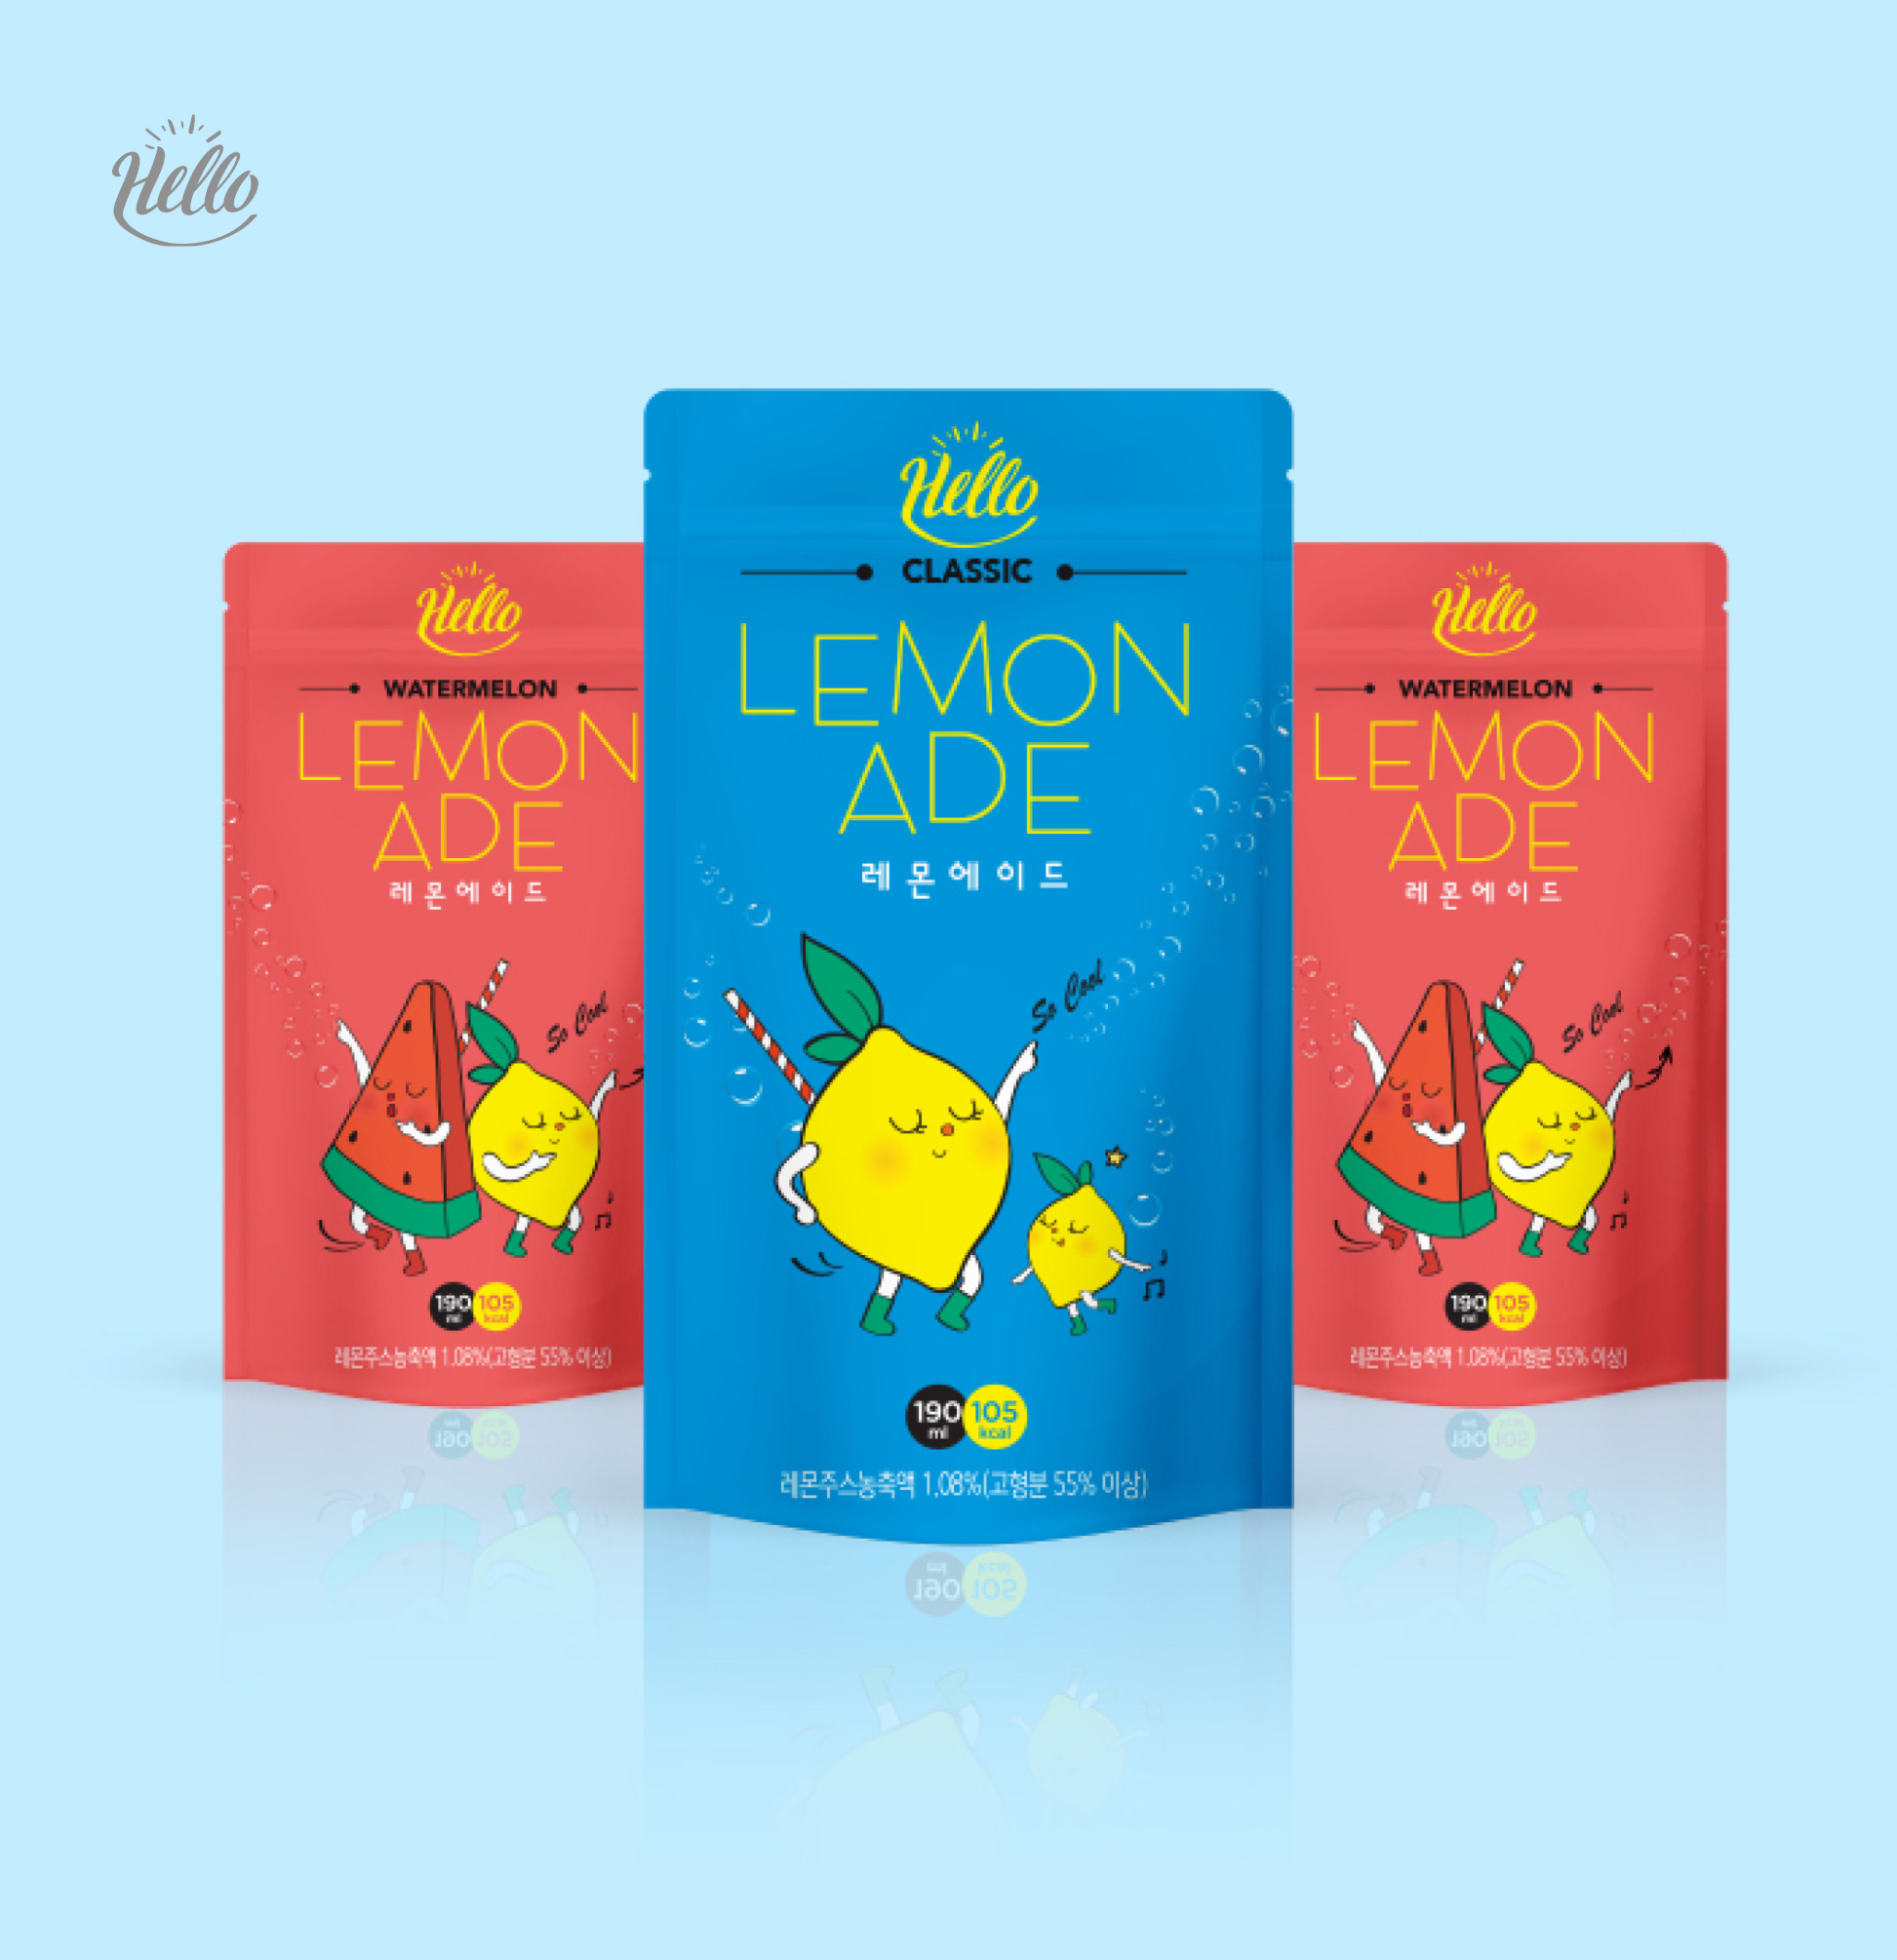 Hello
Hello
CLASSIC
LEMON
ADE
레몬에이드
So Cool
190
ml
105
kcal
레몬주스농축액 1,08%(고형분 55% 이상)
Hello
WATERMELON
LEMON
ADE
레몬에이드
So Cool
190
ml
105
kcal
레몬주스농축액 1,08%(고형분 55% 이상)
Hello
WATERMELON
LEMON
ADE
레몬에이드
So Cool
190
ml
105
kcal
레몬주스농축액 1,08%(고형분 55% 이상)